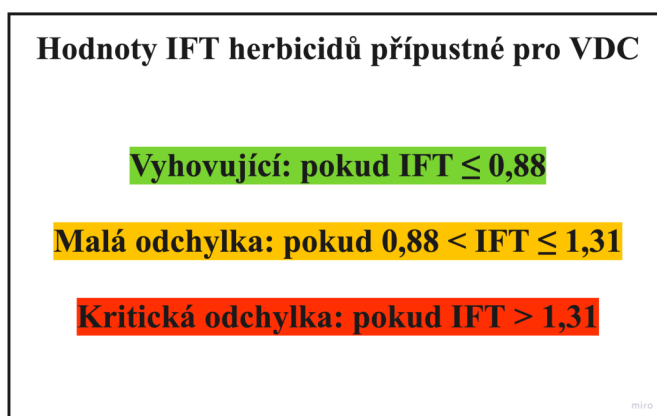 Hodnoty IFT herbicidů přípustné pro VDC
Vyhovující: pokud IFT ≤ 0,88
Malá odchylka: pokud 0,88 < IFT ≤ 1,31
Kritická odchylka: pokud IFT > 1,31
miro